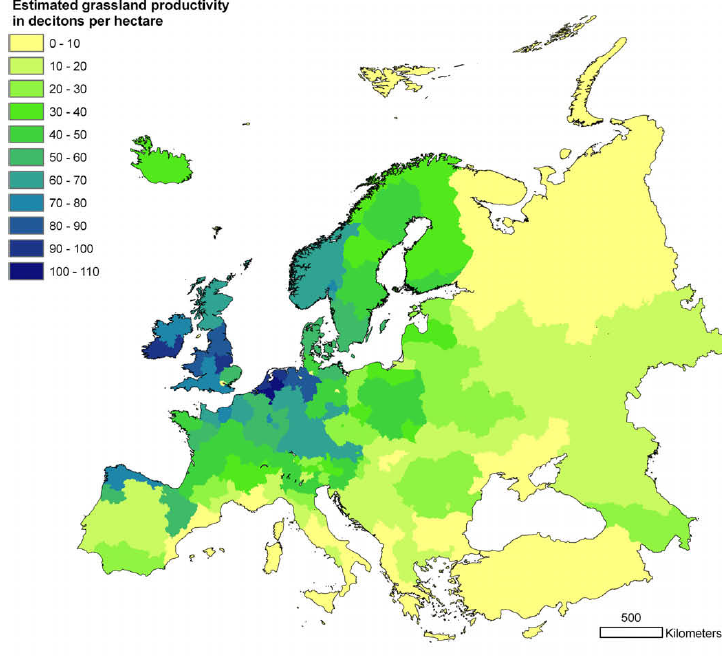 Estimated grassland productivity
in decitons per hectare
0 - 10
10 - 20
20 - 30
30 - 40
40 - 50
50 - 60
60 - 70
70 - 80
80 - 90
90 - 100
100 - 110
500
Kilometers